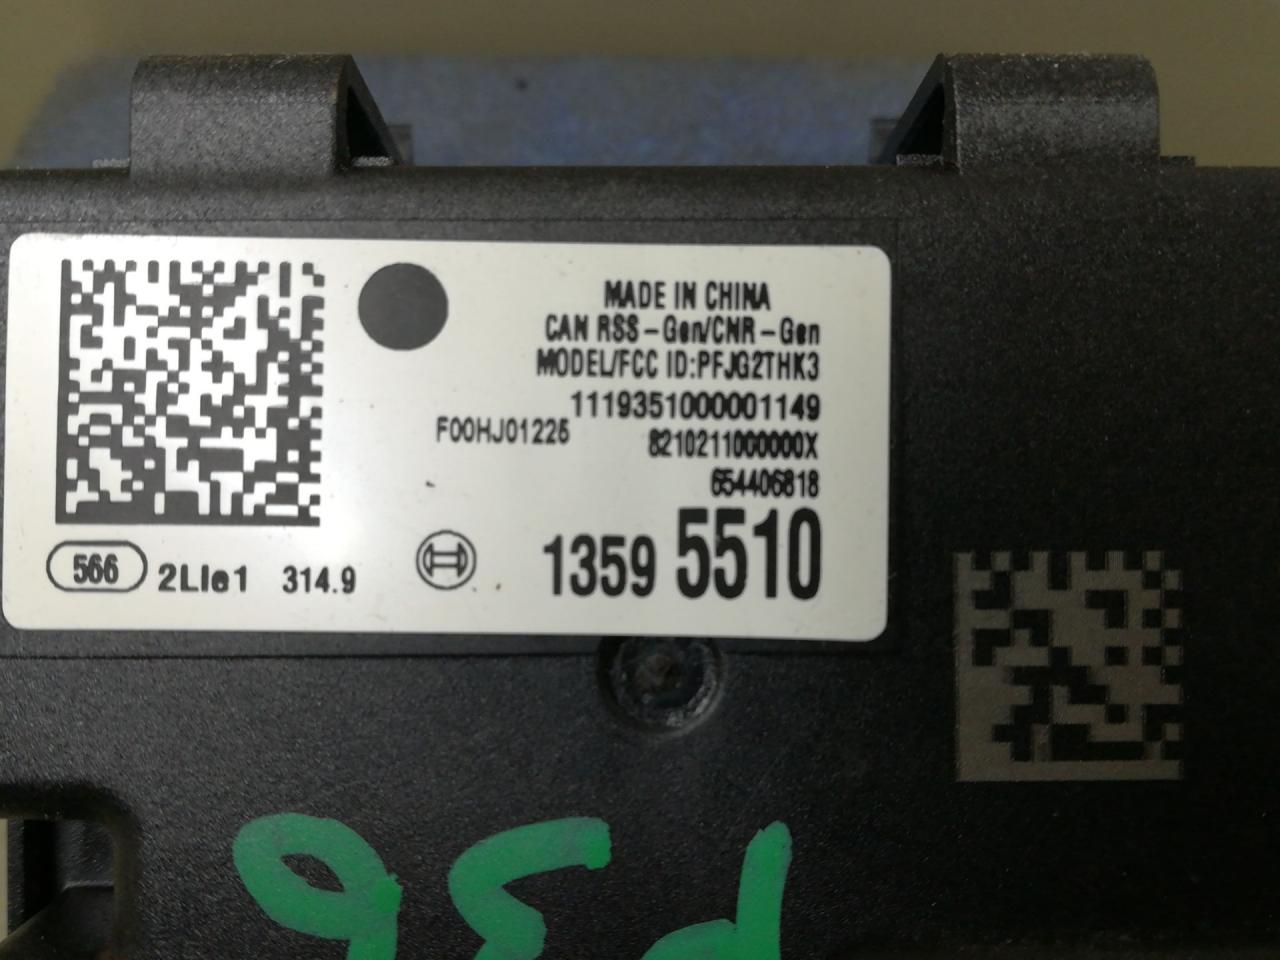 MADE IN CHINA
CAN RSS-Gen/CNR-Gen
MODEL/FCC ID:PFJG2THK3
1119351000001149
F00HJ01225
8210211000000X
654406818
1359 5510
566
2LIe1 314.9